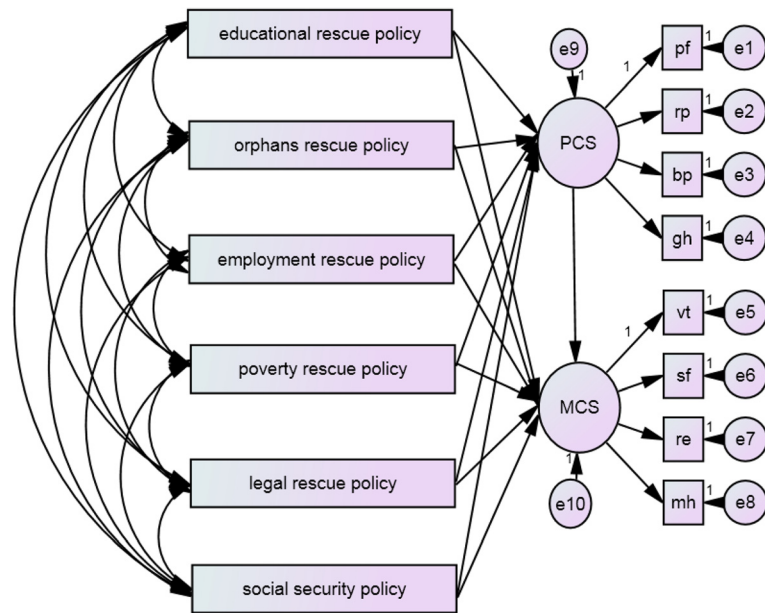 educational rescue policy
orphans rescue policy
employment rescue policy
poverty rescue policy
legal rescue policy
social security policy
e9
1
PCS
1
pf
1
e1
rp
1
e2
bp
1
e3
gh
1
e4
MCS
1
e10
1
vt
1
e5
sf
1
e6
re
1
e7
mh
1
e8